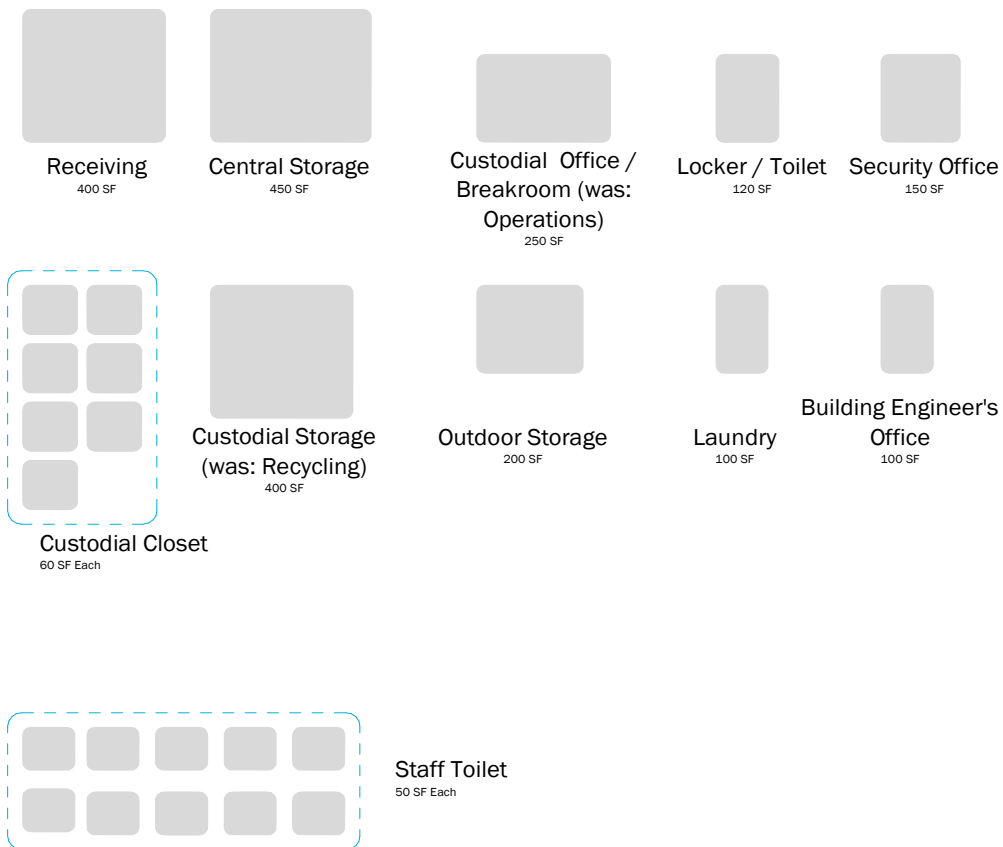 Receiving
400 SF
Central Storage
450 SF
Custodial  Office /
Breakroom (was:
Operations)
250 SF
Locker / Toilet
120 SF
Security Office
150 SF
Custodial Storage
(was: Recycling)
400 SF
Outdoor Storage
200 SF
Laundry
100 SF
Building Engineer's
Office
100 SF
Custodial Closet
60 SF Each
Staff Toilet
50 SF Each